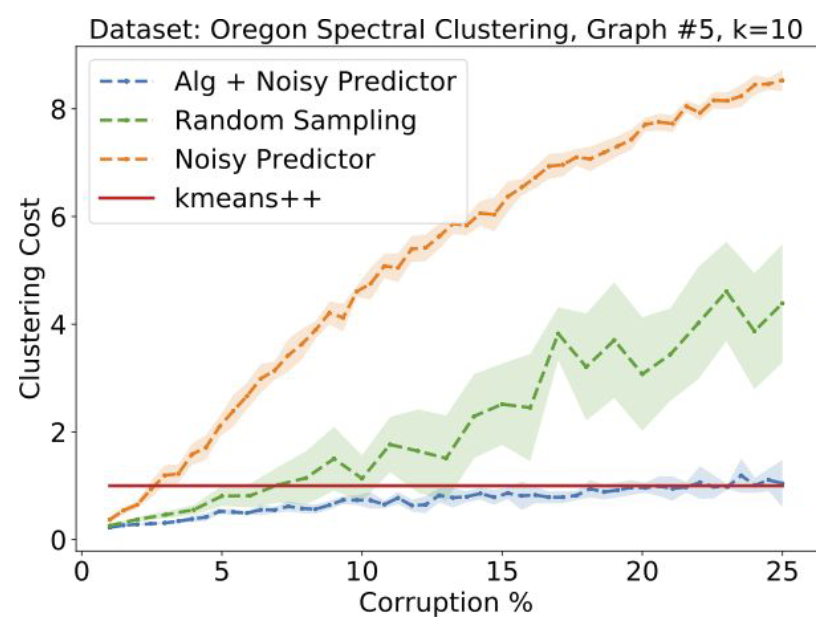 Dataset: Oregon Spectral Clustering, Graph #5, k=10
Alg + Noisy Predictor
Random Sampling
Noisy Predictor
kmeans++
Clustering Cost
8
6
4
2
0
0 5 10 15 20 25
Corruption %